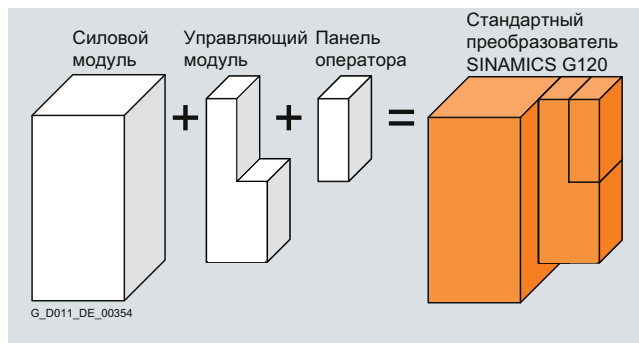 Силовой
модуль
Управляющий
модуль
Панель
оператора
Стандартный
преобразователь
SINAMICS G120
+
+
=
G_D011_DE_00354